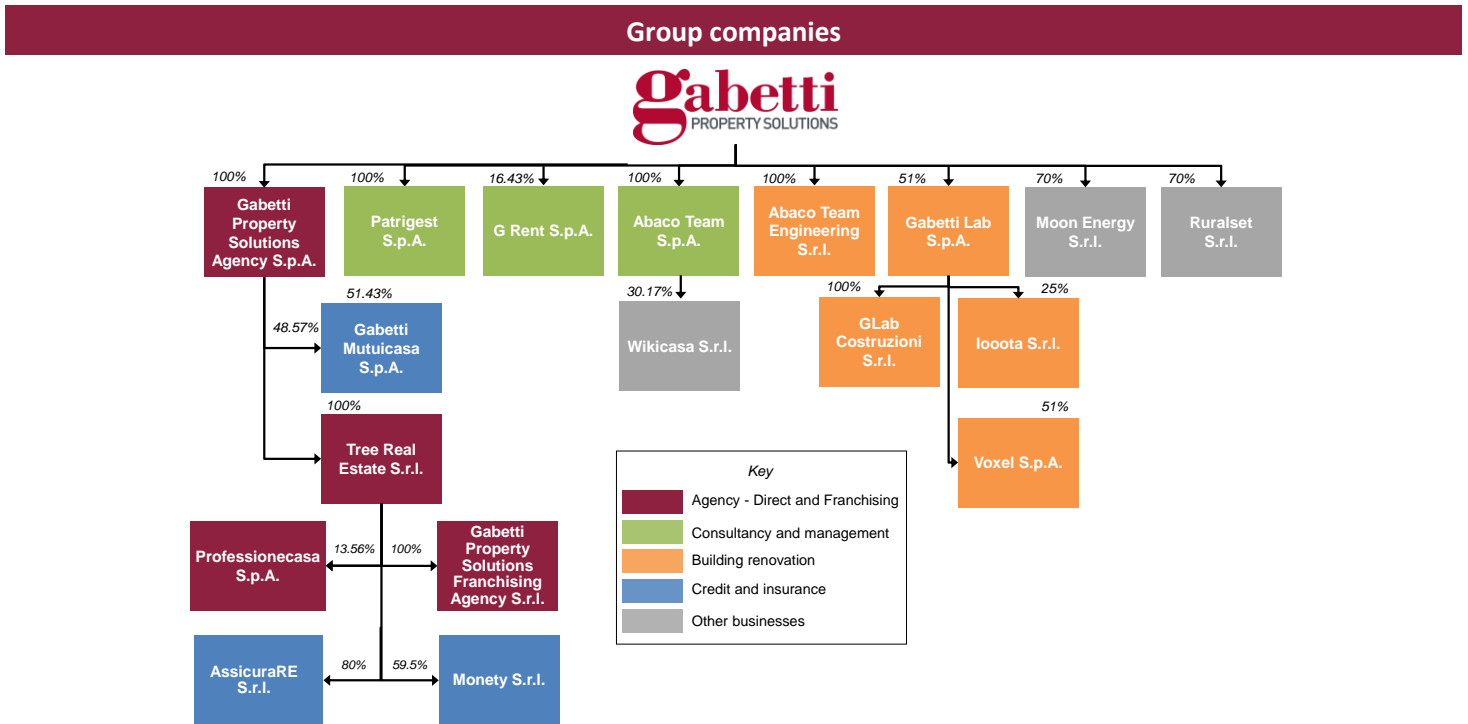 Group companies
gabetti
PROPERTY SOLUTIONS
100%
100%
16.43%
100%
100%
51%
70%
70%
Gabetti
Property
Solutions
Agency S.p.A.
Patrigest
S.p.A.
G Rent S.p.A.
Abaco Team
S.p.A.
Abaco Team
Engineering
S.r.l.
Gabetti Lab
S.p.A.
Moon Energy
S.r.l.
Ruralset
S.r.l.
51.43%
48.57%
Gabetti
Mutuicasa
S.p.A.
30.17%
Wikicasa S.r.l.
100%
GLab
Costruzioni
S.r.l.
25%
Iooota S.r.l.
100%
Tree Real
Estate S.r.l.
51%
Voxel S.p.A.
Key
Agency - Direct and Franchising
Consultancy and management
Building renovation
Credit and insurance
Other businesses
Professionecasa
S.p.A.
13.56%
100%
Gabetti
Property
Solutions
Franchising
Agency S.r.l.
AssicuraRE
S.r.l.
80%
59.5%
Monety S.r.l.